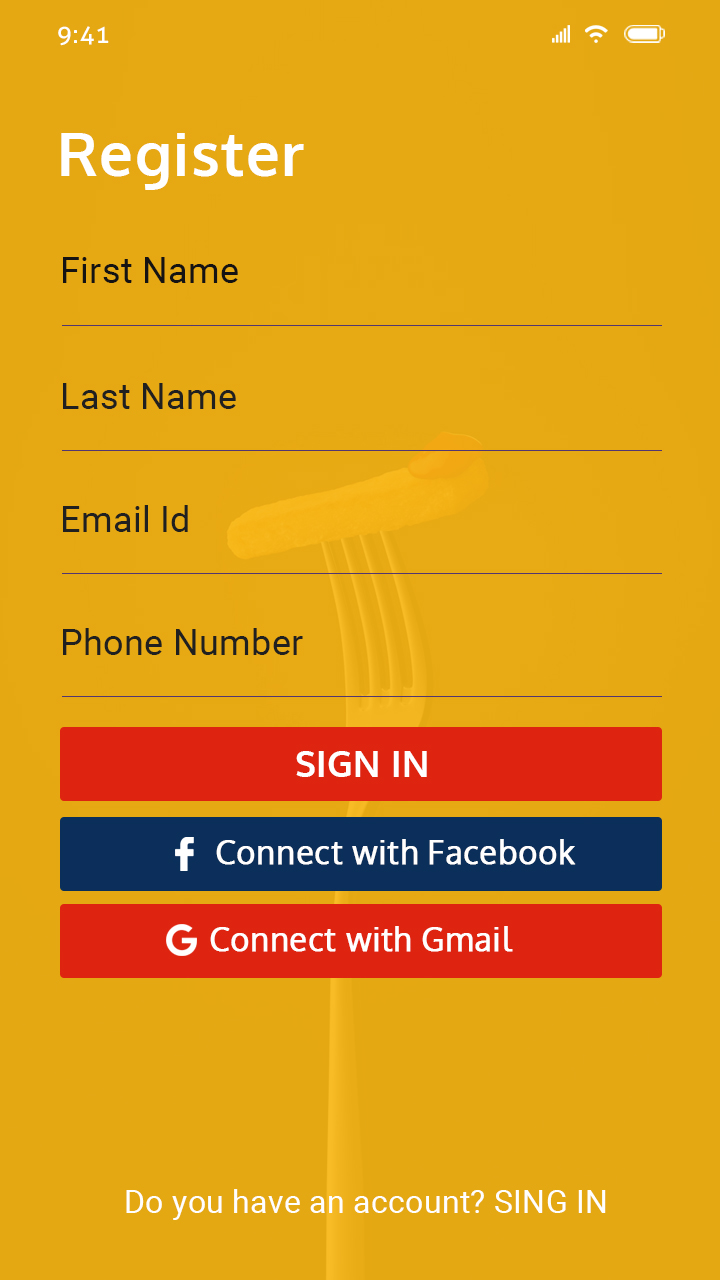 9:41
Register
First Name
Last Name
Email Id
Phone Number
SIGN IN
Connect with Facebook
Connect with Gmail
Do you have an account? SING IN